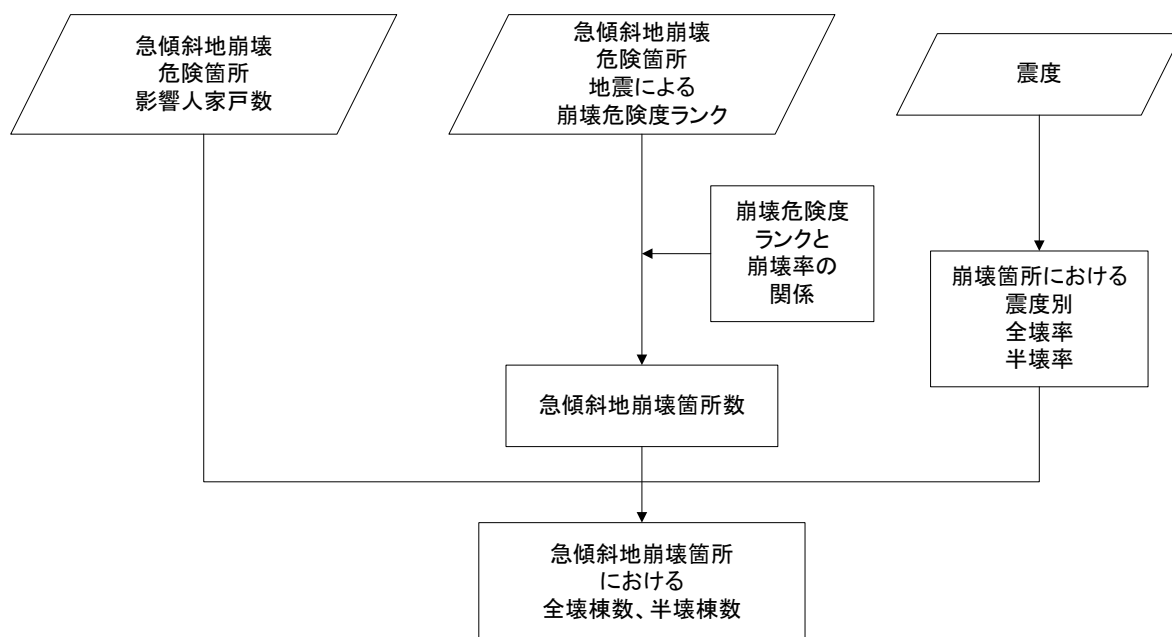 急傾斜地崩壊
危険箇所
影響人家戸数
急傾斜地崩壊
危険箇所
地震による
崩壊危険度ランク
震度
崩壊危険度
ランクと
崩壊率の
関係
崩壊箇所における
震度別
全壊率
半壊率
急傾斜地崩壊箇所数
急傾斜地崩壊箇所
における
全壊棟数、半壊棟数